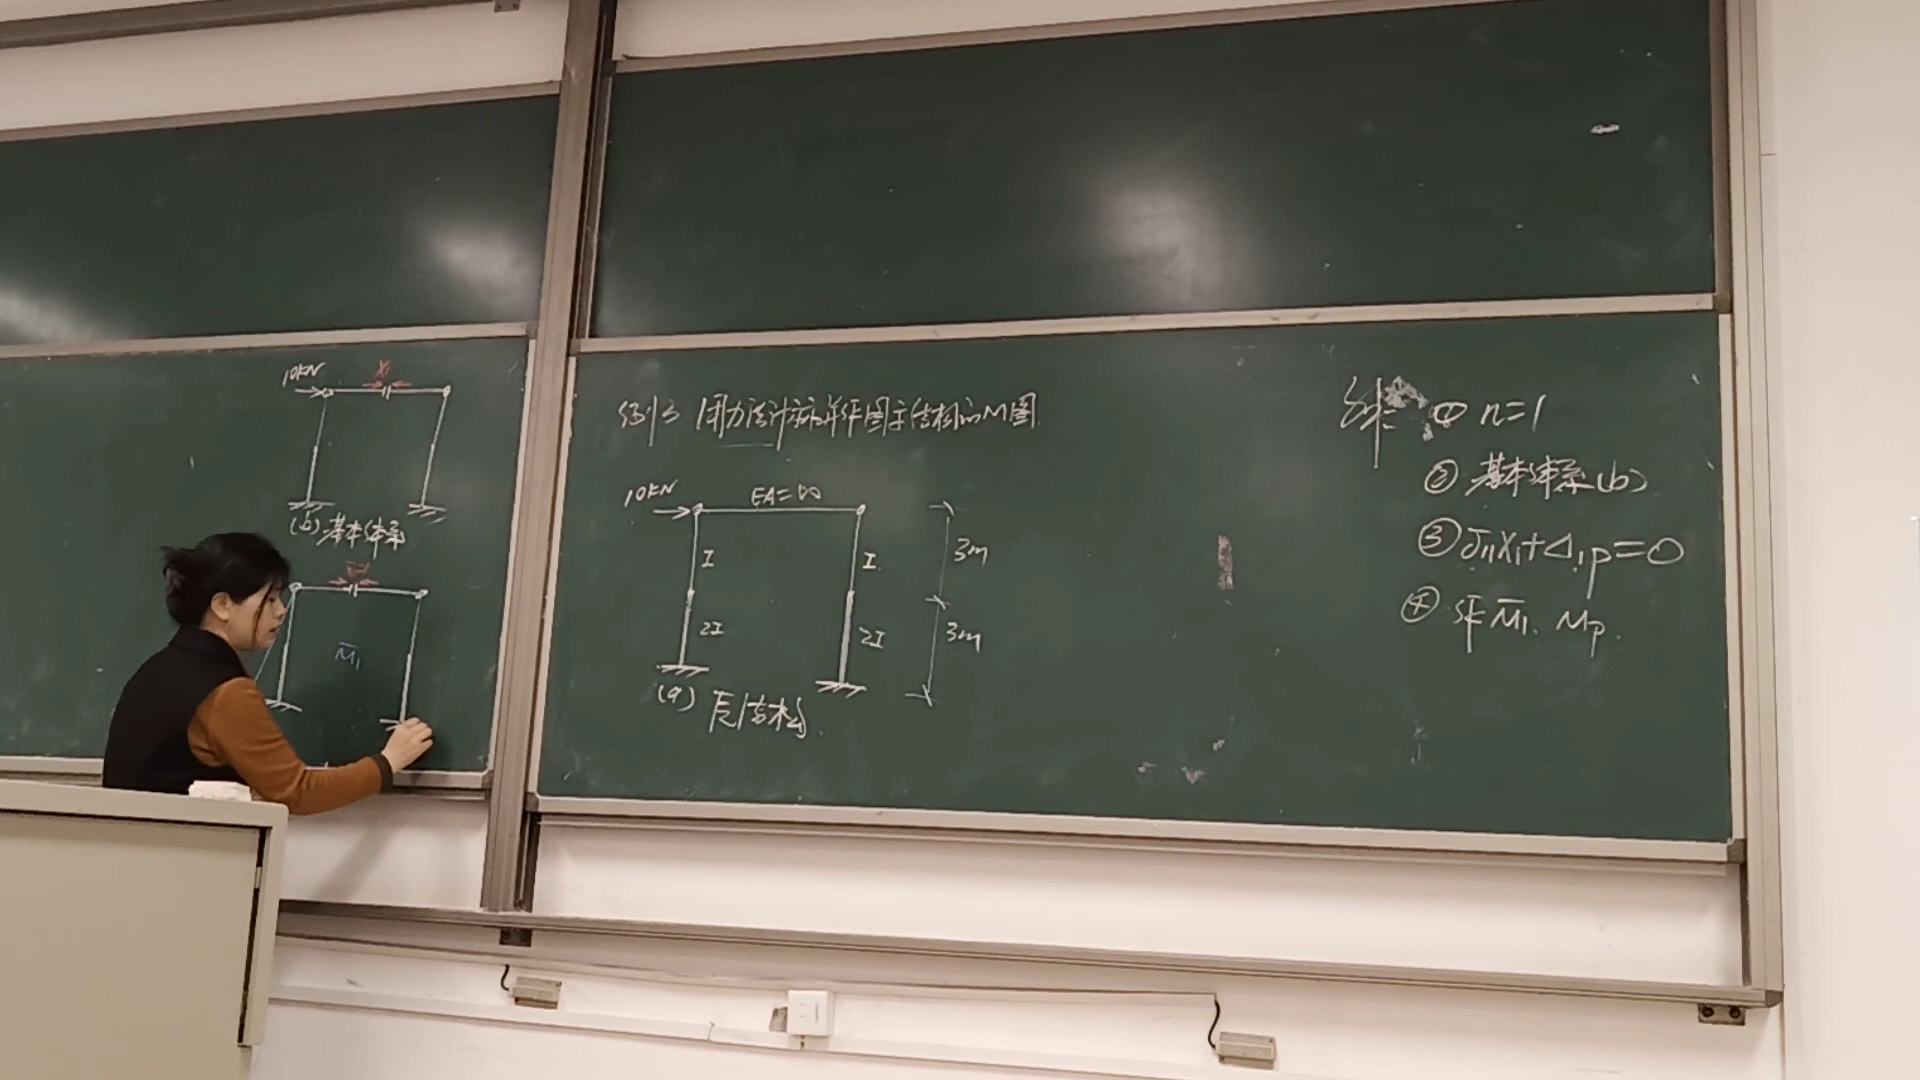 10KN
X₁
(b) 基本体系
M̄₁
例5 用力法计算并作图示结构的M图
10KN
EA=∞
I
I
3m
2I
2I
3m
(a) 原结构
解: ① n=1
② 基本体系(b)
③ δ₁₁X₁+Δ₁P=0
④ 作 M̄₁、MP.